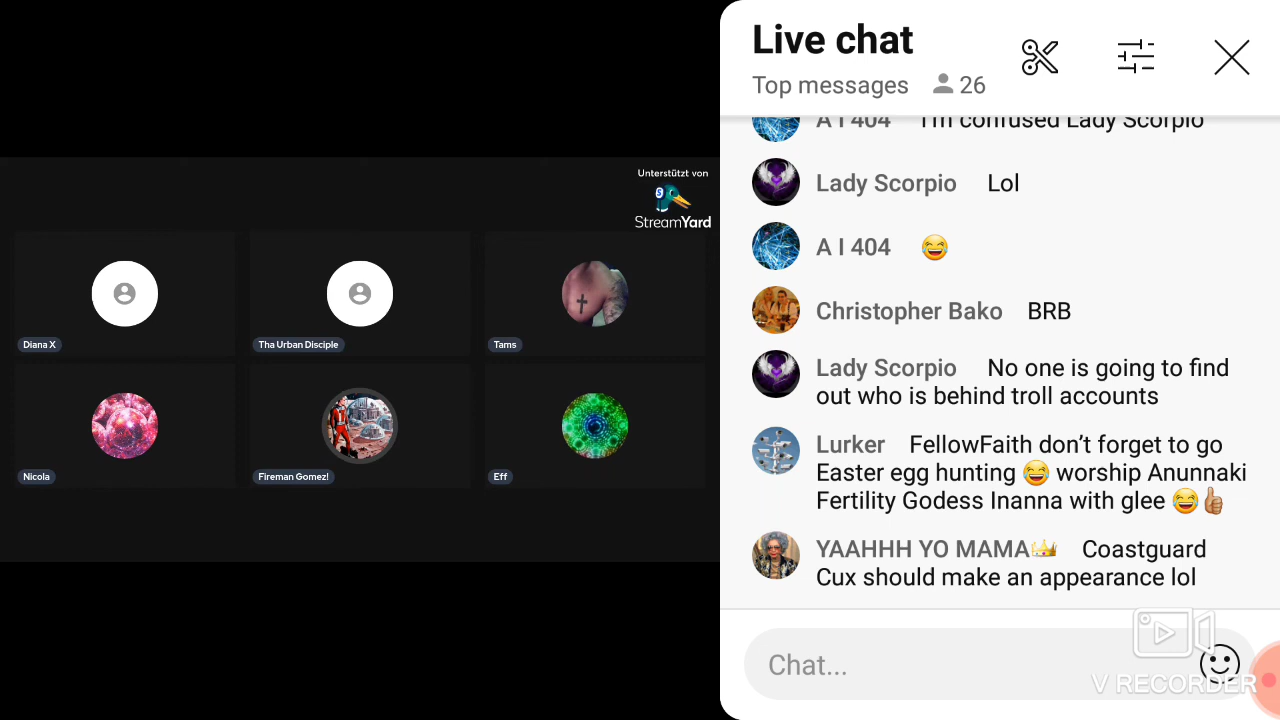 Unterstützt von
S
StreamYard
Diana X
Tha Urban Disciple
Tams
Nicola
Fireman Gomezl
Eff
Live chat
Top messages 26
A I 404 I'm confused Lady Scorpio
Lady Scorpio Lol
A I 404 😂
Christopher Bako BRB
Lady Scorpio No one is going to find
out who is behind troll accounts
Lurker FellowFaith don’t forget to go
Easter egg hunting 😂 worship Anunnaki
Fertility Godess Inanna with glee 😂👍🏽
YAAHHH YO MAMA👑 Coastguard
Cux should make an appearance lol
Chat...
V RECORDER